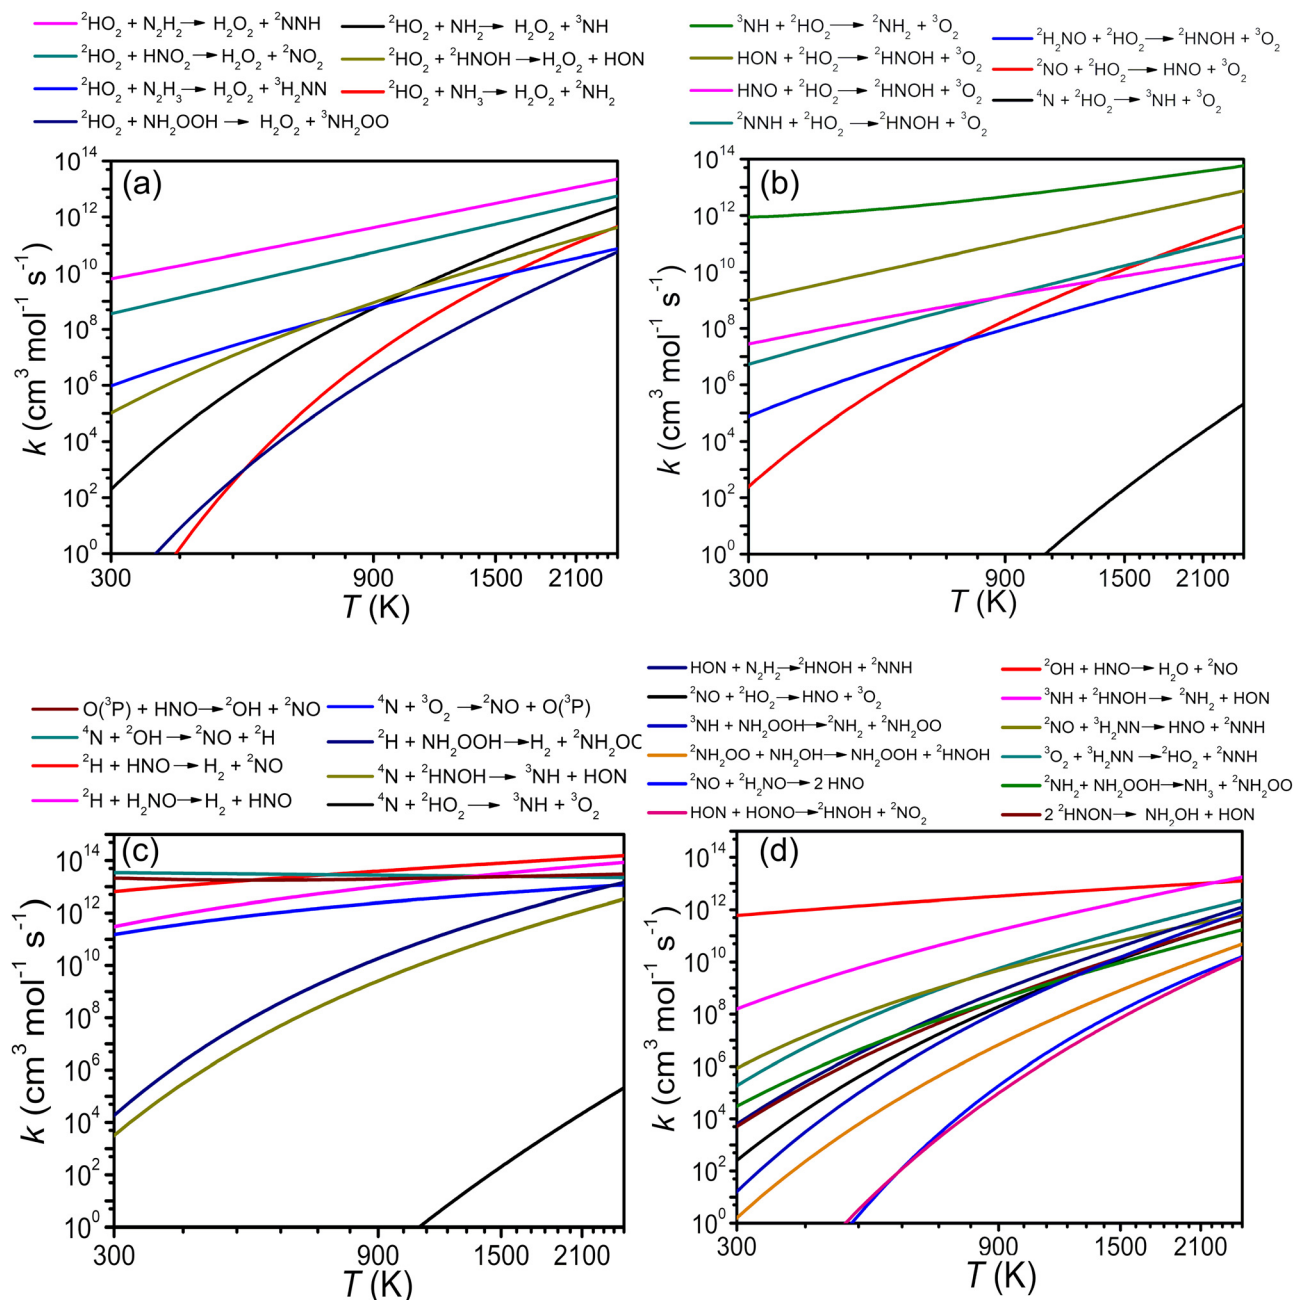 ²HO₂ + N₂H₂→ H₂O₂ + ²NNH
²HO₂ + HNO₂→H₂O₂ + ²NO₂
²HO₂ + N₂H₃→ H₂O₂ + ³H₂NN
²HO₂ + NH₂OOH → H₂O₂ + ³NH₂OO
²HO₂ + NH₂→ H₂O₂ + ³NH
²HO₂ + ²HNOH →H₂O₂ + HON
²HO₂ + NH₃→ H₂O₂ + ²NH₂
(a)
10¹⁴
10¹²
10¹⁰
10⁸
10⁶
10⁴
10²
10⁰
k (cm³ mol⁻¹ s⁻¹)
300
900
1500
2100
T (K)
³NH + ²HO₂ → ²NH₂ + ³O₂
HON + ²HO₂ →²HNOH + ³O₂
HNO + ²HO₂ →²HNOH + ³O₂
²NNH + ²HO₂ →²HNOH + ³O₂
²H₂NO + ²HO₂→²HNOH + ³O₂
²NO + ²HO₂→ HNO + ³O₂
⁴N + ²HO₂→³NH + ³O₂
(b)
10¹⁴
10¹²
10¹⁰
10⁸
10⁶
10⁴
10²
10⁰
k (cm³ mol⁻¹ s⁻¹)
300
900
1500
2100
T (K)
O(³P) + HNO→²OH + ²NO
⁴N + ²OH→²NO + ²H
²H + HNO→H₂ + ²NO
²H + H₂NO→H₂ + HNO
⁴N + ³O₂ →²NO + O(³P)
²H + NH₂OOH→H₂ + ²NH₂OO
⁴N + ²HNOH→ ³NH + HON
⁴N + ²HO₂→ ³NH + ³O₂
(c)
10¹⁴
10¹²
10¹⁰
10⁸
10⁶
10⁴
10²
10⁰
k (cm³ mol⁻¹ s⁻¹)
300
900
1500
2100
T (K)
HON + N₂H₂→²HNOH + ²NNH
²NO + ²HO₂→HNO + ³O₂
³NH + NH₂OOH→²NH₂ + ²NH₂OO
²NH₂OO + NH₂OH→NH₂OOH + ²HNOH
²NO + ²H₂NO→ 2 HNO
HON + HONO→²HNOH + ²NO₂
²OH + HNO→H₂O + ²NO
³NH + ²HNOH→ ²NH₂ + HON
²NO + ³H₂NN→HNO + ²NNH
³O₂ + ³H₂NN →²HO₂ + ²NNH
²NH₂+ NH₂OOH→NH₃ + ²NH₂OO
2 ²HNON→ NH₂OH + HON
(d)
10¹⁴
10¹²
10¹⁰
10⁸
10⁶
10⁴
10²
10⁰
k (cm³ mol⁻¹ s⁻¹)
300
900
1500
2100
T (K)